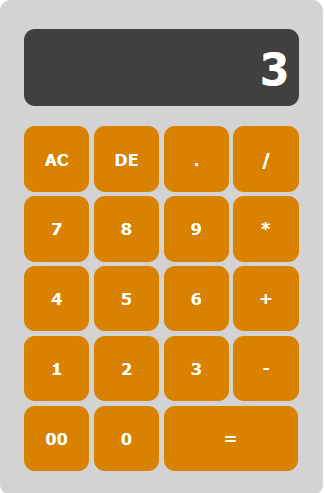 3
AC DE . /
7 8 9 *
4 5 6 +
1 2 3 -
00 0 =